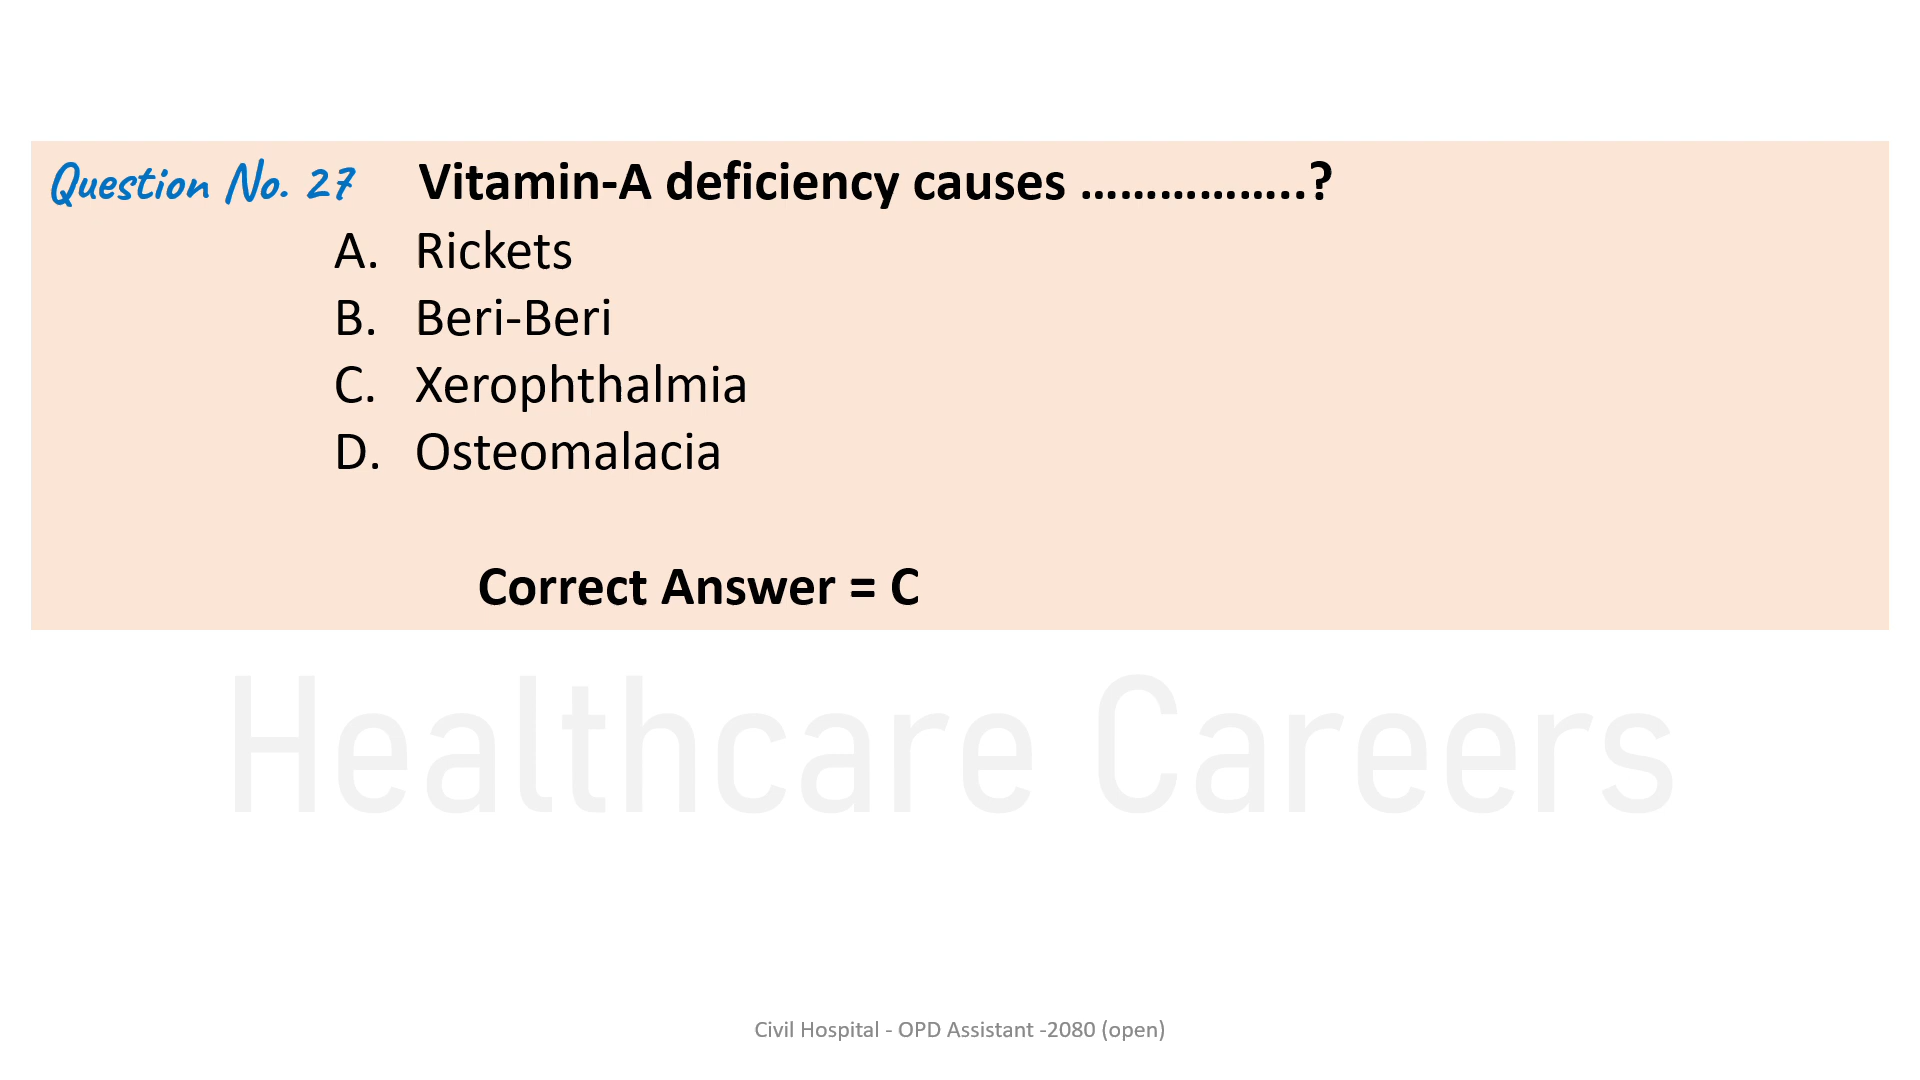 Question No. 27 Vitamin-A deficiency causes ……………..?
A. Rickets
B. Beri-Beri
C. Xerophthalmia
D. Osteomalacia
Correct Answer = C
Healthcare Careers
Civil Hospital - OPD Assistant -2080 (open)